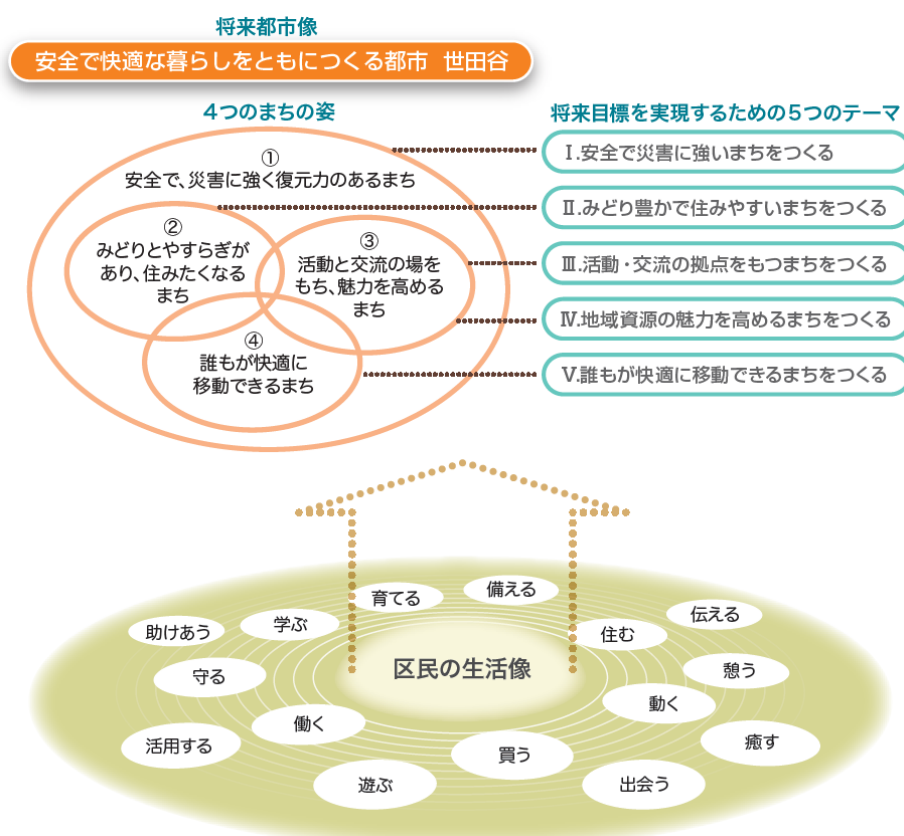 将来都市像
安全で快適な暮らしをともにつくる都市 世田谷
4つのまちの姿
①
安全で、災害に強く復元力のあるまち
②
みどりとやすらぎが
あり、住みたくなる
まち
③
活動と交流の場を
もち、魅力を高める
まち
④
誰もが快適に
移動できるまち
将来目標を実現するための5つのテーマ
Ⅰ.安全で災害に強いまちをつくる
Ⅱ.みどり豊かで住みやすいまちをつくる
Ⅲ.活動・交流の拠点をもつまちをつくる
Ⅳ.地域資源の魅力を高めるまちをつくる
Ⅴ.誰もが快適に移動できるまちをつくる
備える
育てる
伝える
学ぶ
助けあう
住む
区民の生活像
守る
憩う
動く
働く
活用する
癒す
買う
遊ぶ
出会う